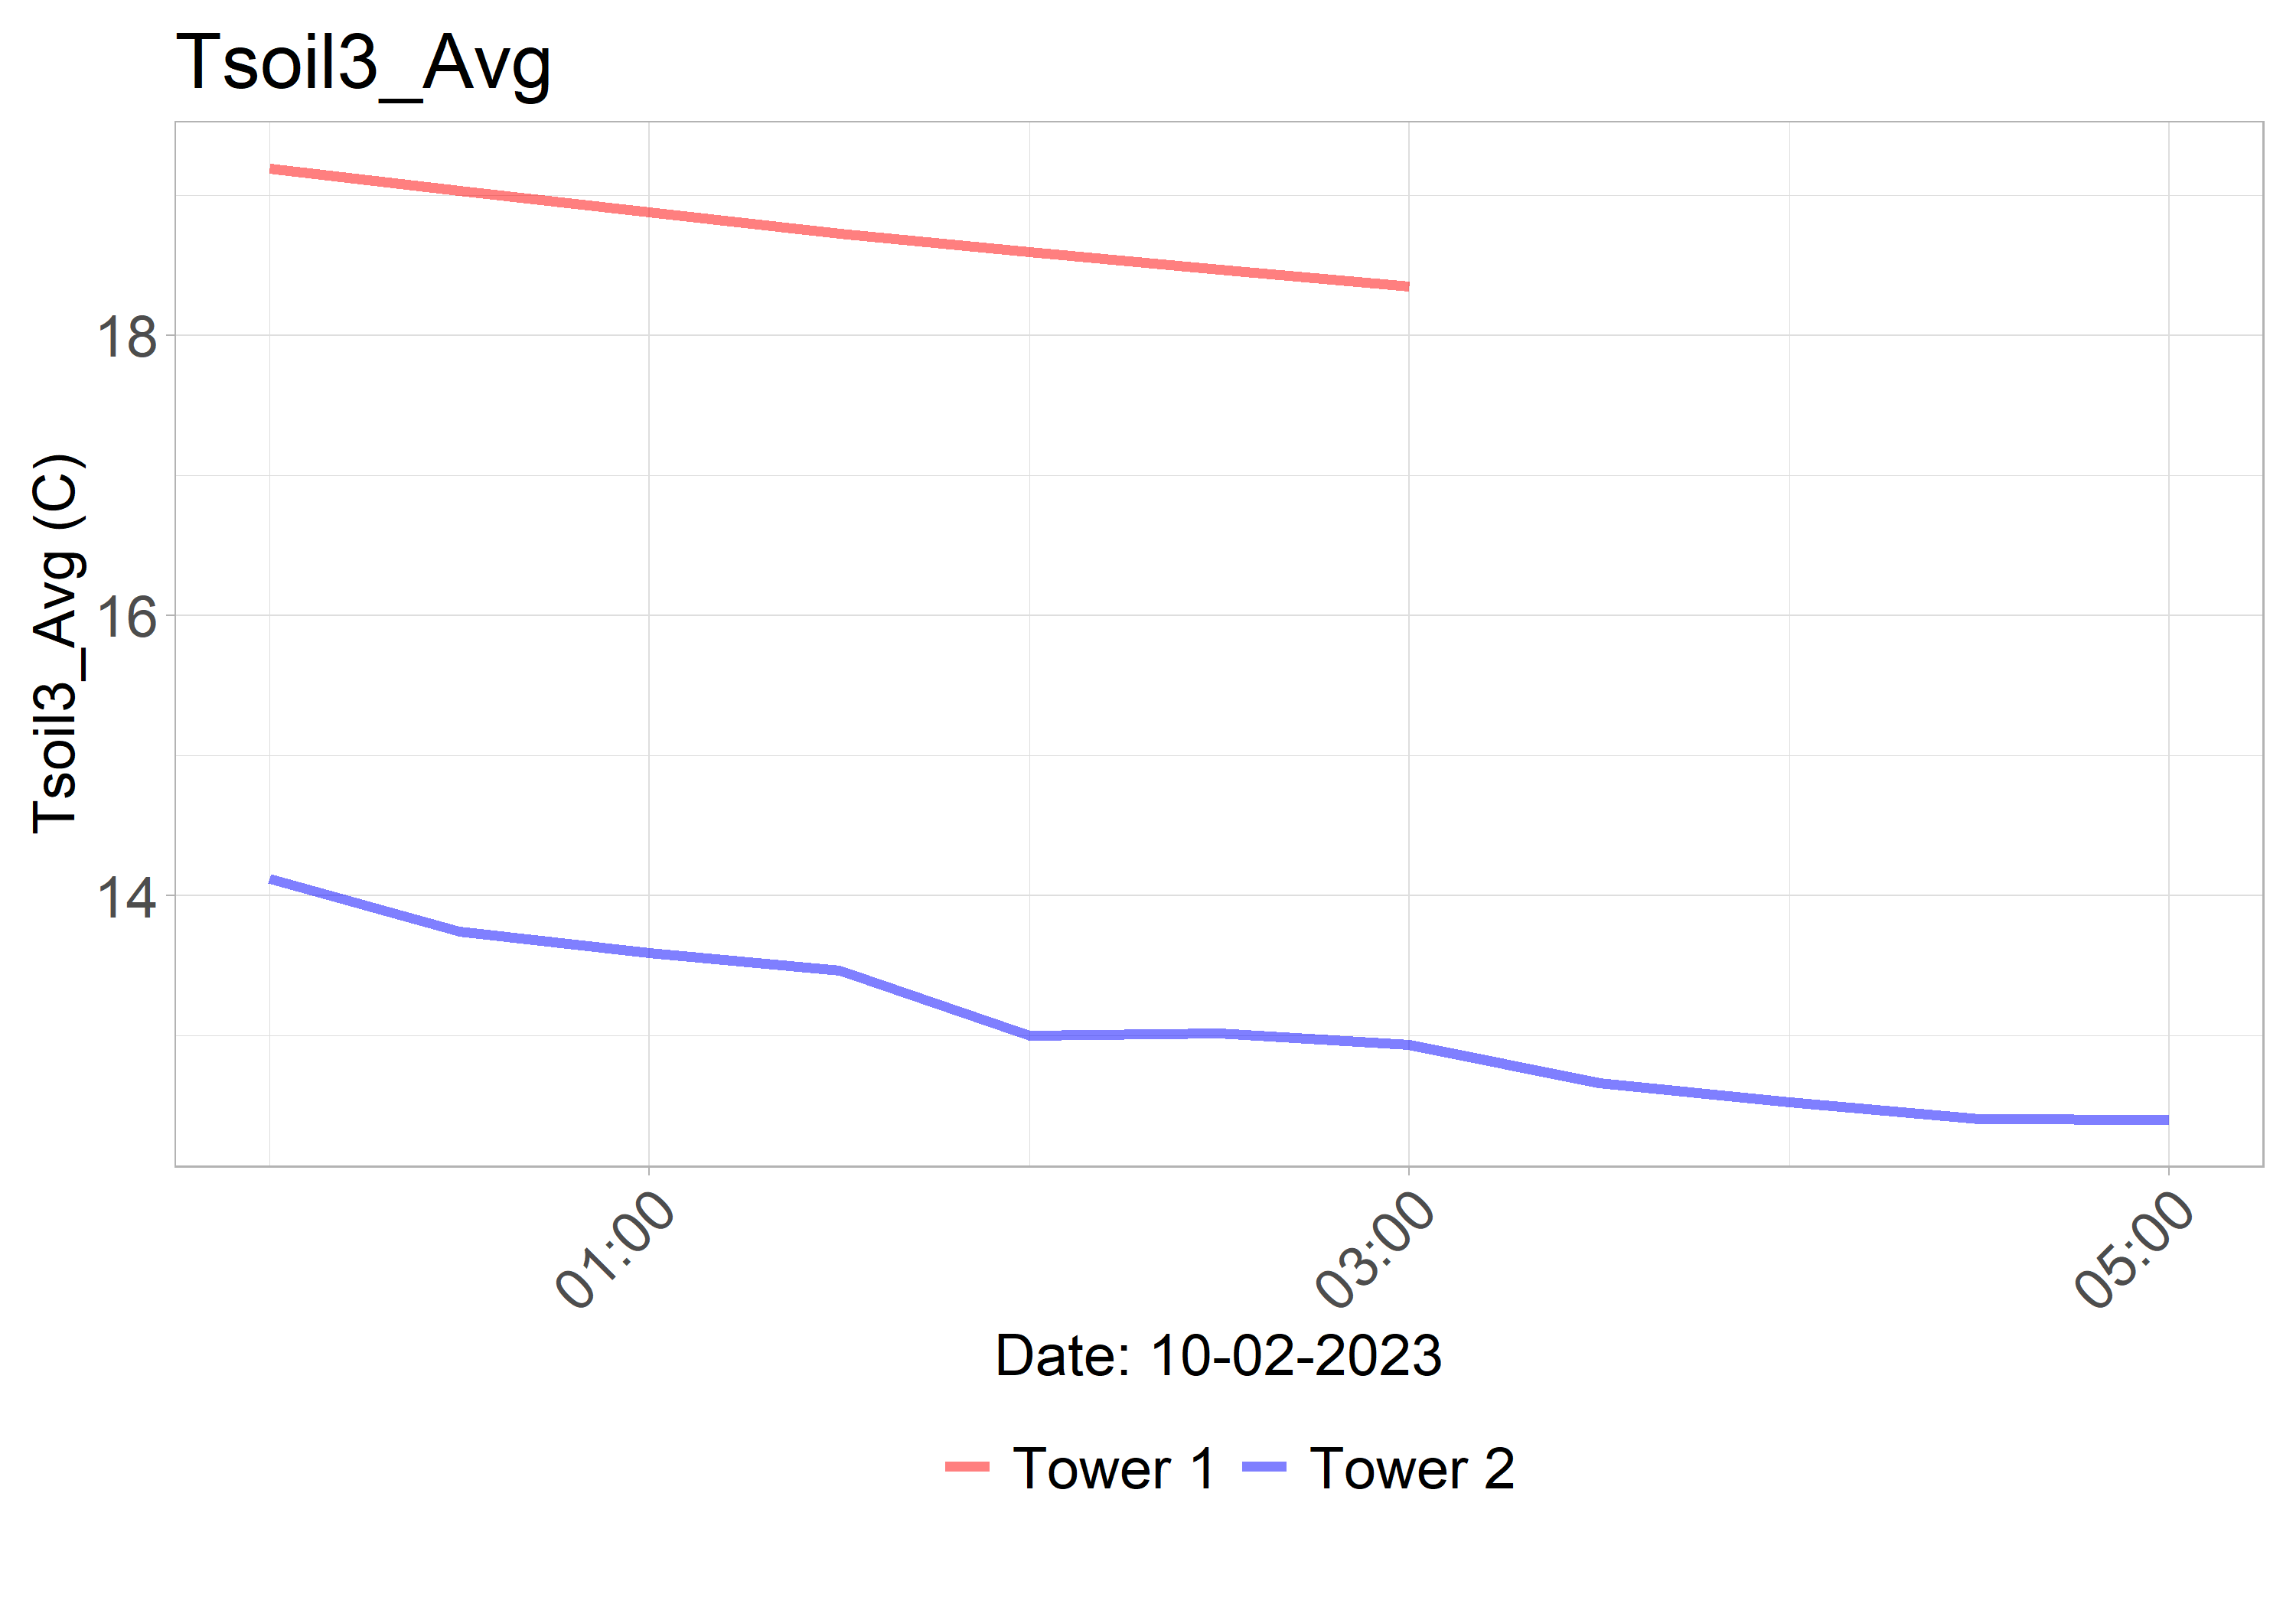 Tsoil3_Avg
Tsoil3_Avg (C)
18
16
14
01:00
03:00
05:00
Date: 10-02-2023
Tower 1
Tower 2